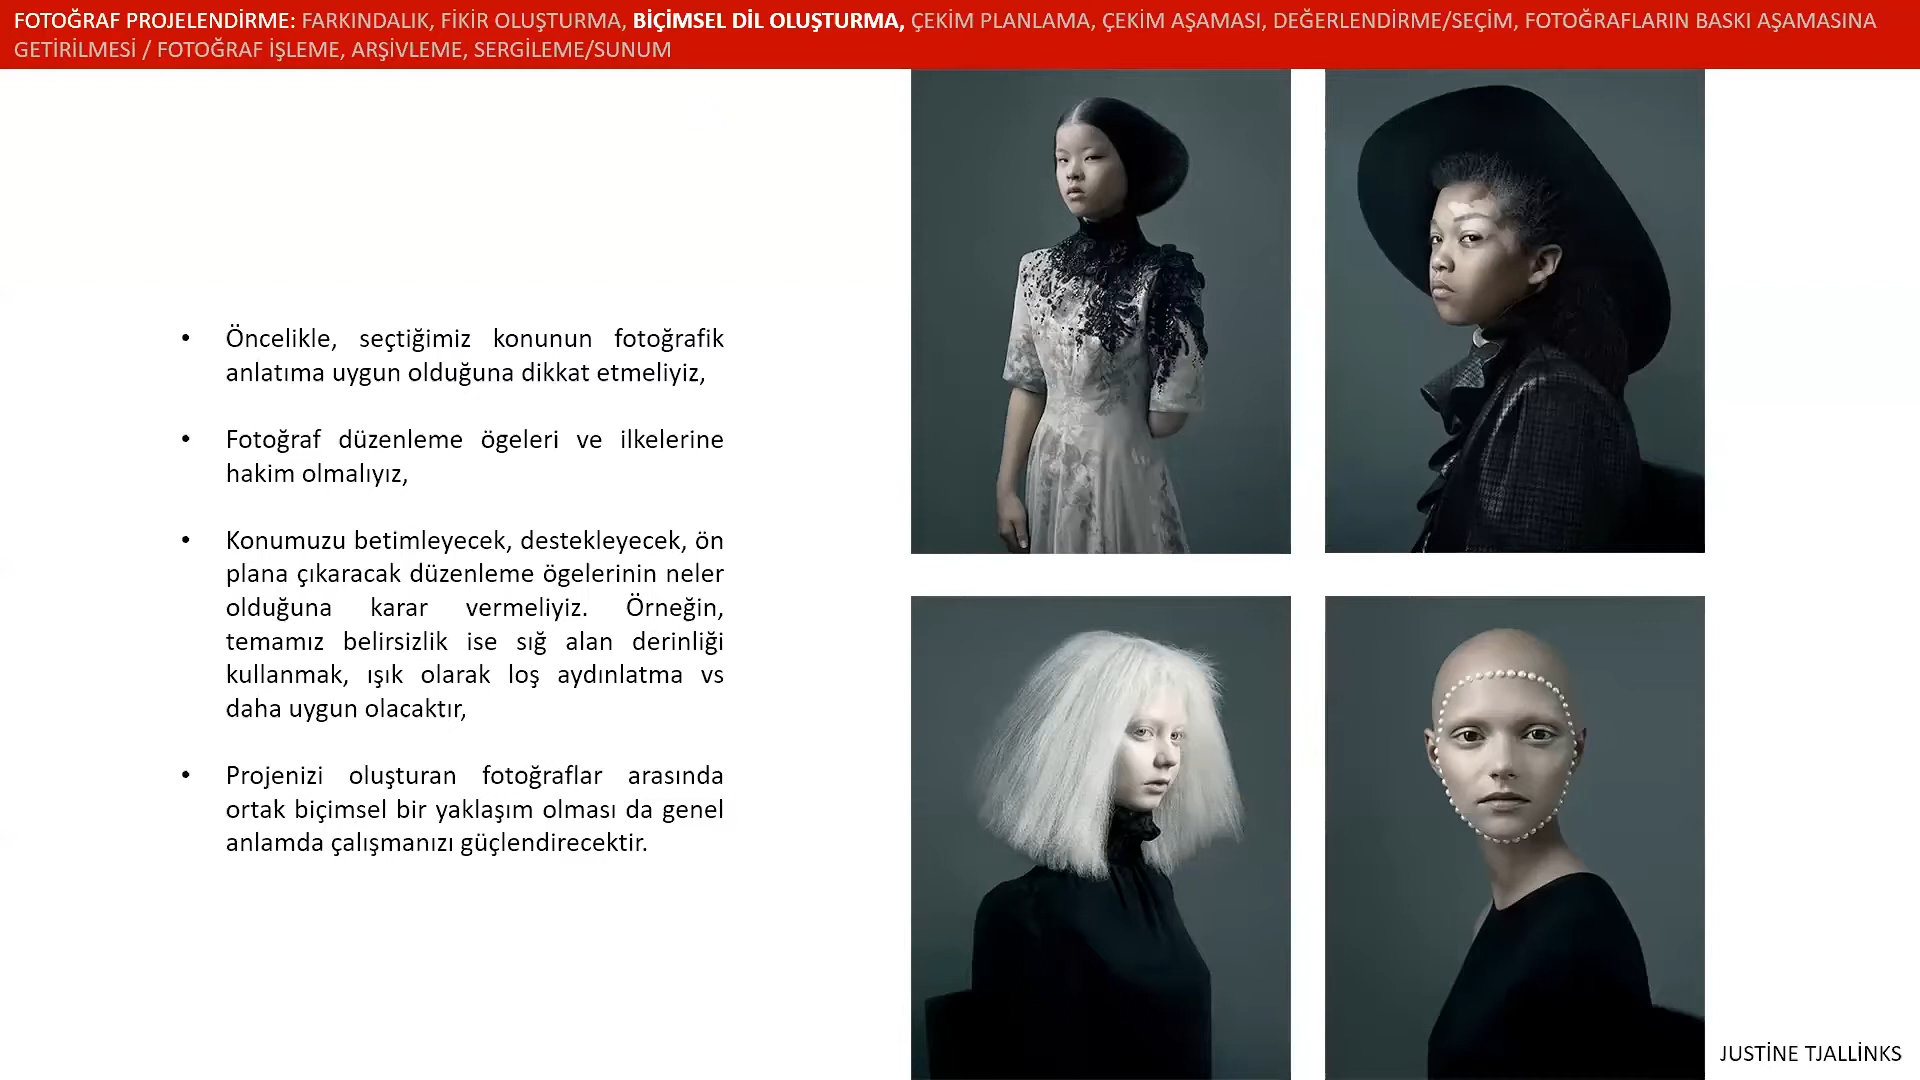 FOTOĞRAF PROJELENDİRME: FARKINDALIK, FİKİR OLUŞTURMA, BİÇİMSEL DİL OLUŞTURMA, ÇEKİM PLANLAMA, ÇEKİM AŞAMASI, DEĞERLENDİRME/SEÇİM, FOTOĞRAFLARIN BASKI AŞAMASINA
GETİRİLMESİ / FOTOĞRAF İŞLEME, ARŞİVLEME, SERGİLEME/SUNUM
• Öncelikle, seçtiğimiz konunun fotoğrafik
anlatıma uygun olduğuna dikkat etmeliyiz,
• Fotoğraf düzenleme ögeleri ve ilkelerine
hakim olmalıyız,
• Konumuzu betimleyecek, destekleyecek, ön
plana çıkaracak düzenleme ögelerinin neler
olduğuna karar vermeliyiz. Örneğin,
temamız belirsizlik ise sığ alan derinliği
kullanmak, ışık olarak loş aydınlatma vs
daha uygun olacaktır,
• Projenizi oluşturan fotoğraflar arasında
ortak biçimsel bir yaklaşım olması da genel
anlamda çalışmanızı güçlendirecektir.
JUSTİNE TJALLİNKS